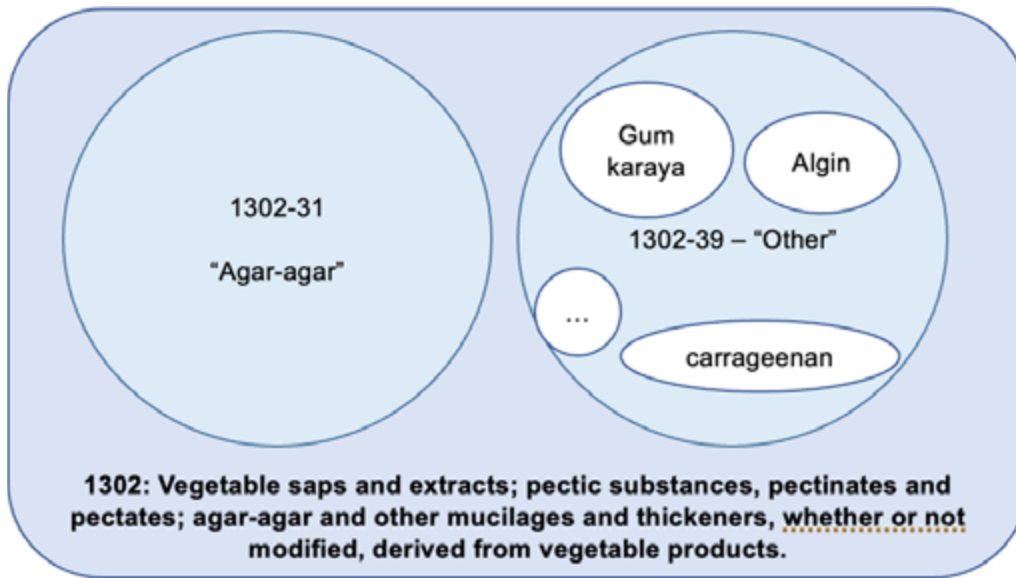 Gum
karaya
Algin
1302-31
"Agar-agar"
1302-39 – "Other"
...
carrageenan
1302: Vegetable saps and extracts; pectic substances, pectinates and
pectates; agar-agar and other mucilages and thickeners, whether or not
modified, derived from vegetable products.